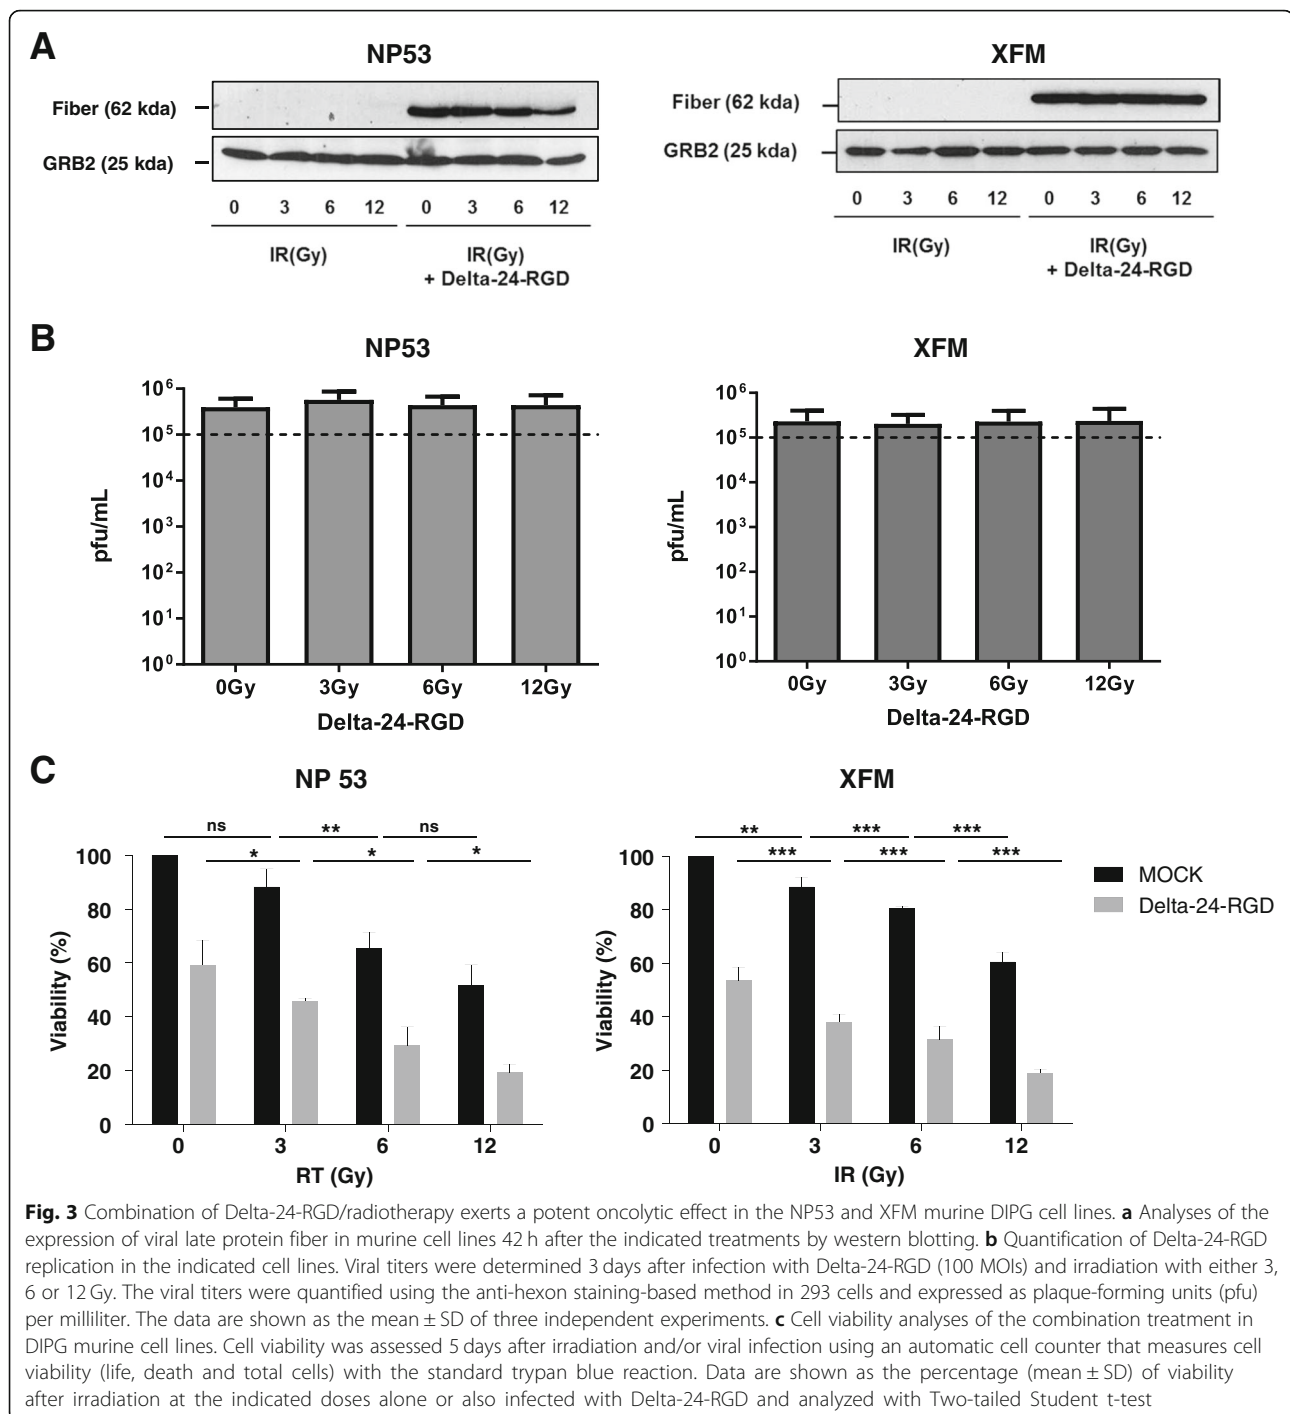 A
NP53
XFM
Fiber (62 kda)
GRB2 (25 kda)
0 3 6 12 0 3 6 12
IR(Gy) IR(Gy)
+ Delta-24-RGD
Fiber (62 kda)
GRB2 (25 kda)
0 3 6 12 0 3 6 12
IR(Gy) IR(Gy)
+ Delta-24-RGD
B
NP53
pfu/mL
10⁶
10⁵
10⁴
10³
10²
10¹
10⁰
0Gy 3Gy 6Gy 12Gy
Delta-24-RGD
XFM
pfu/mL
10⁶
10⁵
10⁴
10³
10²
10¹
10⁰
0Gy 3Gy 6Gy 12Gy
Delta-24-RGD
C
NP 53
ns ** ns
* * *
Viability (%)
100
80
60
40
20
0
0 3 6 12
RT (Gy)
XFM
** *** ***
*** *** ***
Viability (%)
100
80
60
40
20
0
0 3 6 12
IR (Gy)
MOCK
Delta-24-RGD
Fig. 3 Combination of Delta-24-RGD/radiotherapy exerts a potent oncolytic effect in the NP53 and XFM murine DIPG cell lines. a Analyses of the
expression of viral late protein fiber in murine cell lines 42 h after the indicated treatments by western blotting. b Quantification of Delta-24-RGD
replication in the indicated cell lines. Viral titers were determined 3 days after infection with Delta-24-RGD (100 MOIs) and irradiation with either 3,
6 or 12 Gy. The viral titers were quantified using the anti-hexon staining-based method in 293 cells and expressed as plaque-forming units (pfu)
per milliliter. The data are shown as the mean ± SD of three independent experiments. c Cell viability analyses of the combination treatment in
DIPG murine cell lines. Cell viability was assessed 5 days after irradiation and/or viral infection using an automatic cell counter that measures cell
viability (life, death and total cells) with the standard trypan blue reaction. Data are shown as the percentage (mean ± SD) of viability
after irradiation at the indicated doses alone or also infected with Delta-24-RGD and analyzed with Two-tailed Student t-test